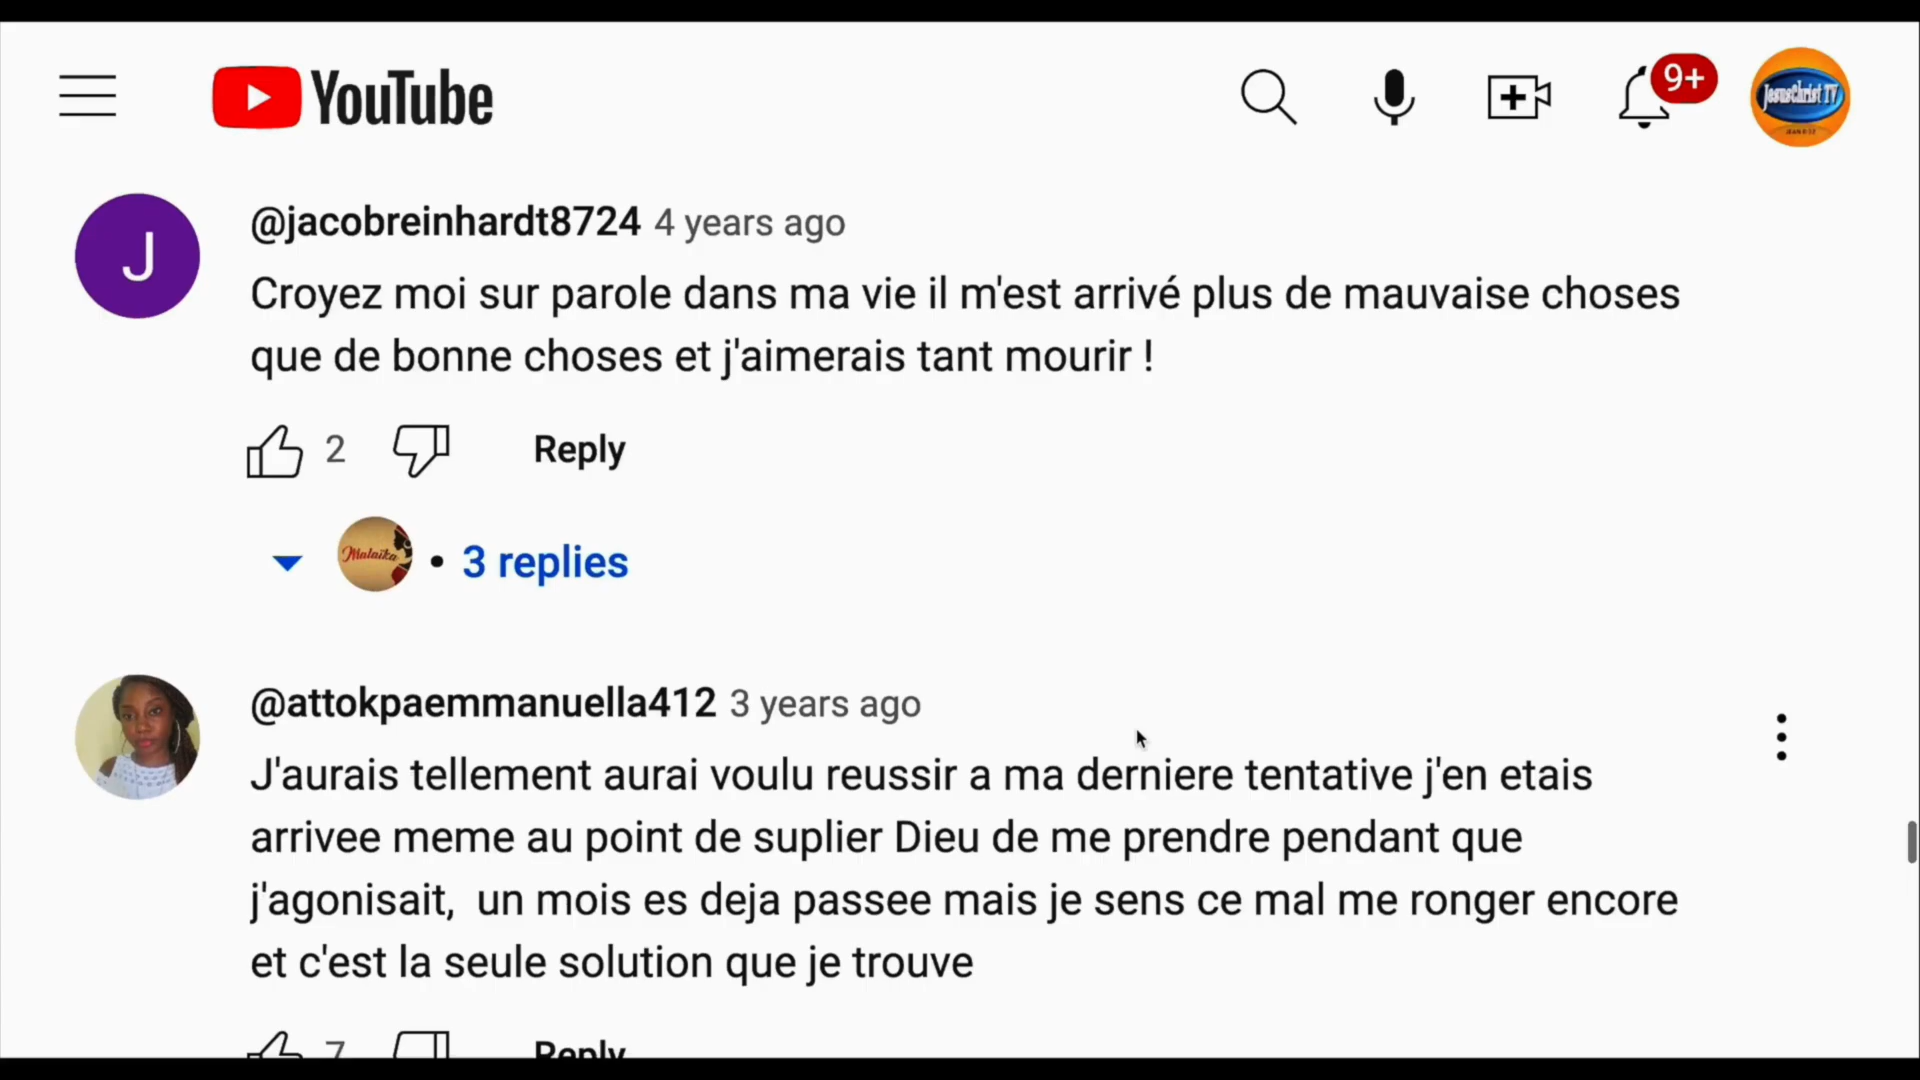 YouTube
9+
JesusChrist TV
@jacobreinhardt8724 4 years ago
Croyez moi sur parole dans ma vie il m'est arrivé plus de mauvaise choses
que de bonne choses et j'aimerais tant mourir !
2 Reply
Malaika
• 3 replies
@attokpaemmanuella412 3 years ago
J'aurais tellement aurai voulu reussir a ma derniere tentative j'en etais
arrivee meme au point de suplier Dieu de me prendre pendant que
j'agonisait, un mois es deja passee mais je sens ce mal me ronger encore
et c'est la seule solution que je trouve
7 Reply